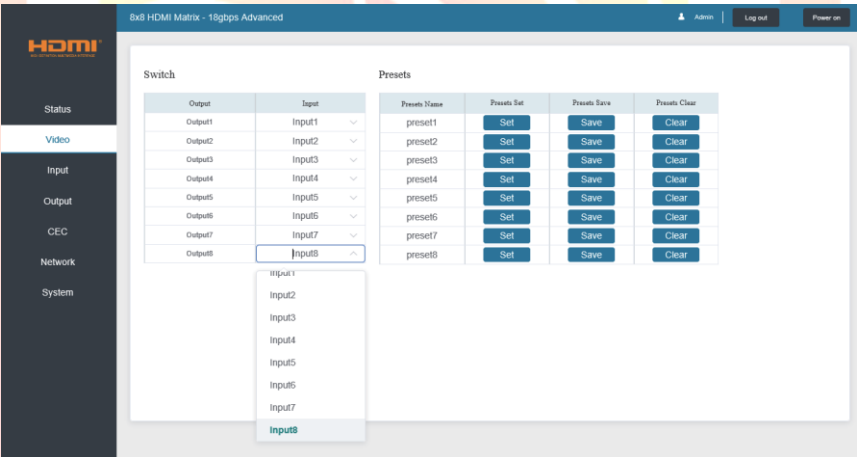 8x8 HDMI Matrix - 18gbps Advanced
Admin
Log out
Power on
HDMI
Status
Video
Input
Output
CEC
Network
System
Switch
Presets
Output Input
Output1 Input1
Output2 Input2
Output3 Input3
Output4 Input4
Output5 Input5
Output6 Input6
Output7 Input7
Output8 Input8
Input1
Input2
Input3
Input4
Input5
Input6
Input7
Input8
Presets Name Presets Set Presets Save Presets Clear
preset1 Set Save Clear
preset2 Set Save Clear
preset3 Set Save Clear
preset4 Set Save Clear
preset5 Set Save Clear
preset6 Set Save Clear
preset7 Set Save Clear
preset8 Set Save Clear